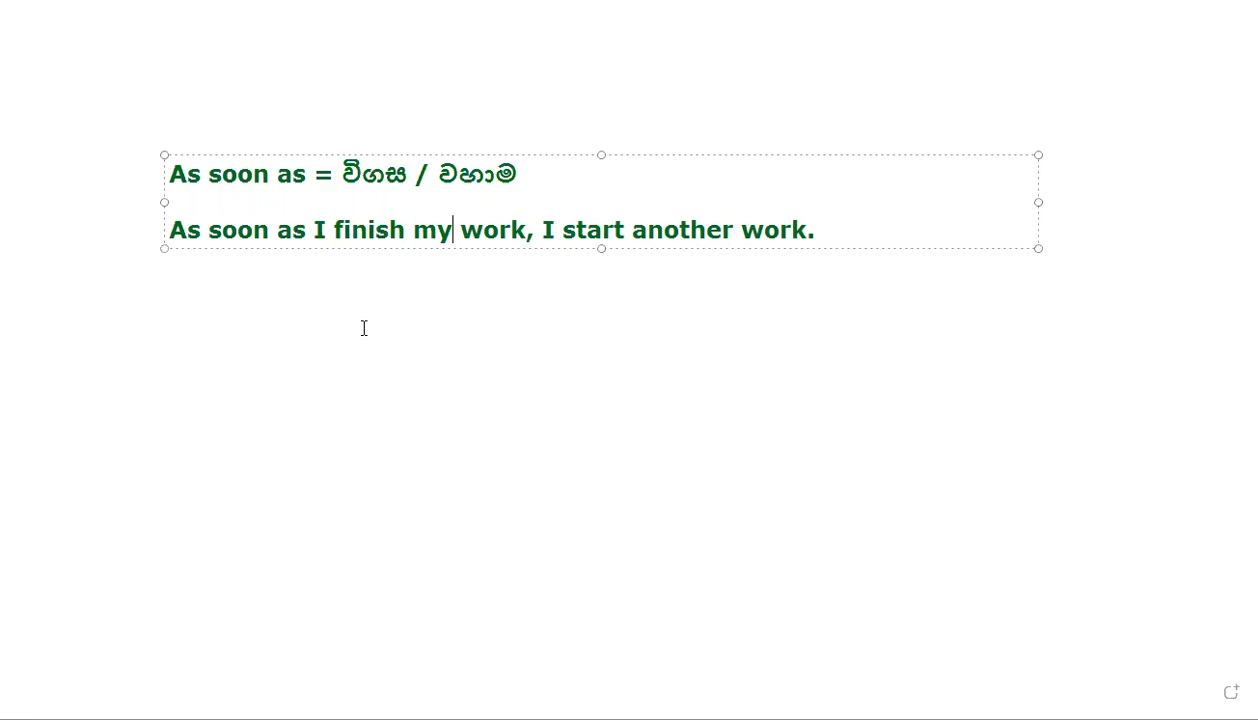 As soon as = විගස / වහාම
As soon as I finish my work, I start another work.